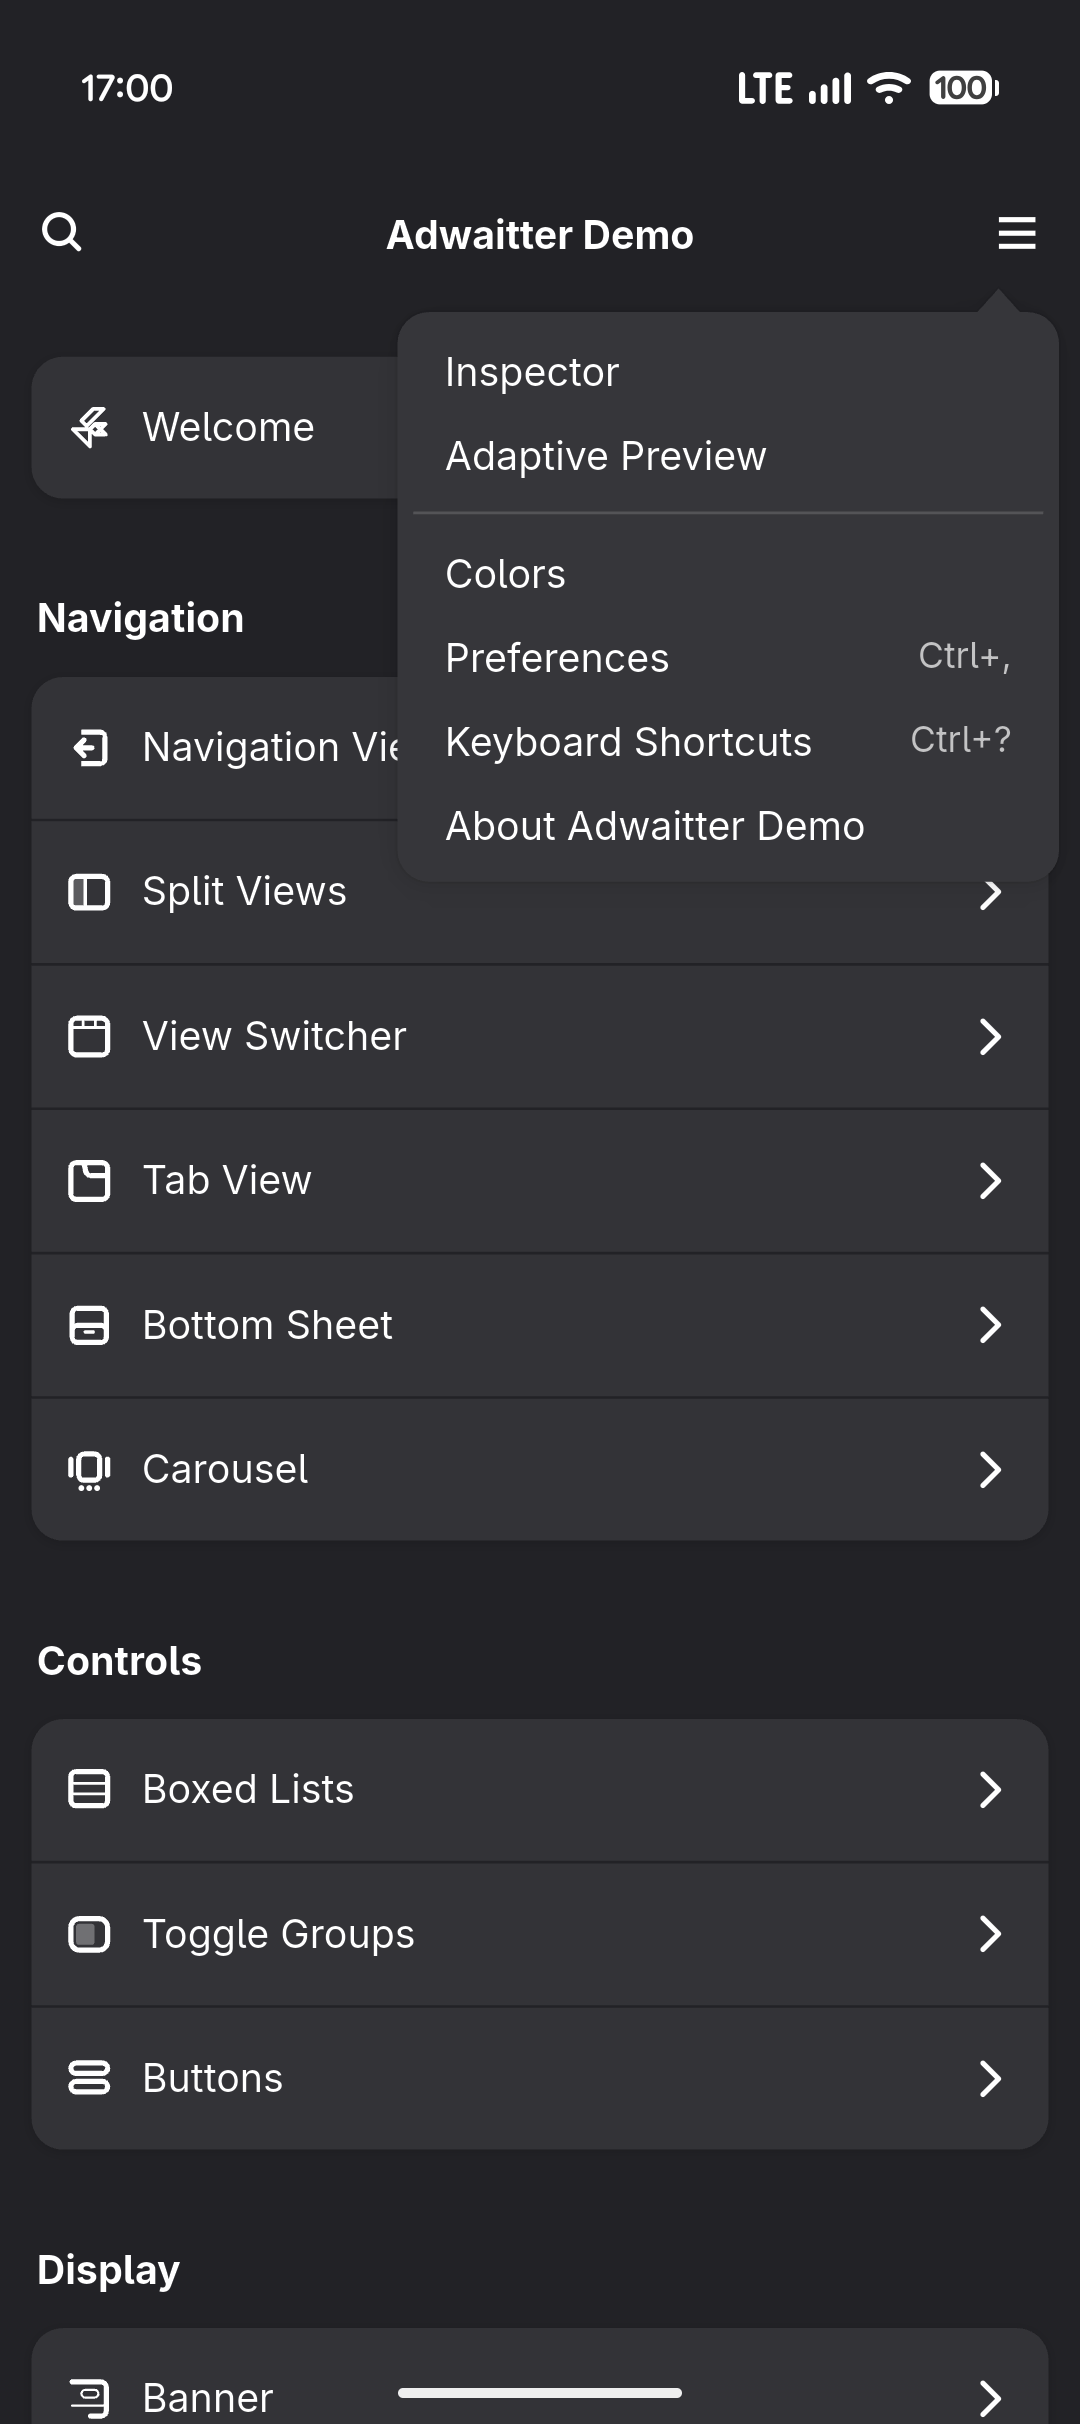 17:00 LTE 100
Adwaitter Demo
Inspector
Welcome
Adaptive Preview
Colors
Navigation
Preferences Ctrl+,
Navigation Vie
Keyboard Shortcuts Ctrl+?
About Adwaitter Demo
Split Views
View Switcher
Tab View
Bottom Sheet
Carousel
Controls
Boxed Lists
Toggle Groups
Buttons
Display
Banner